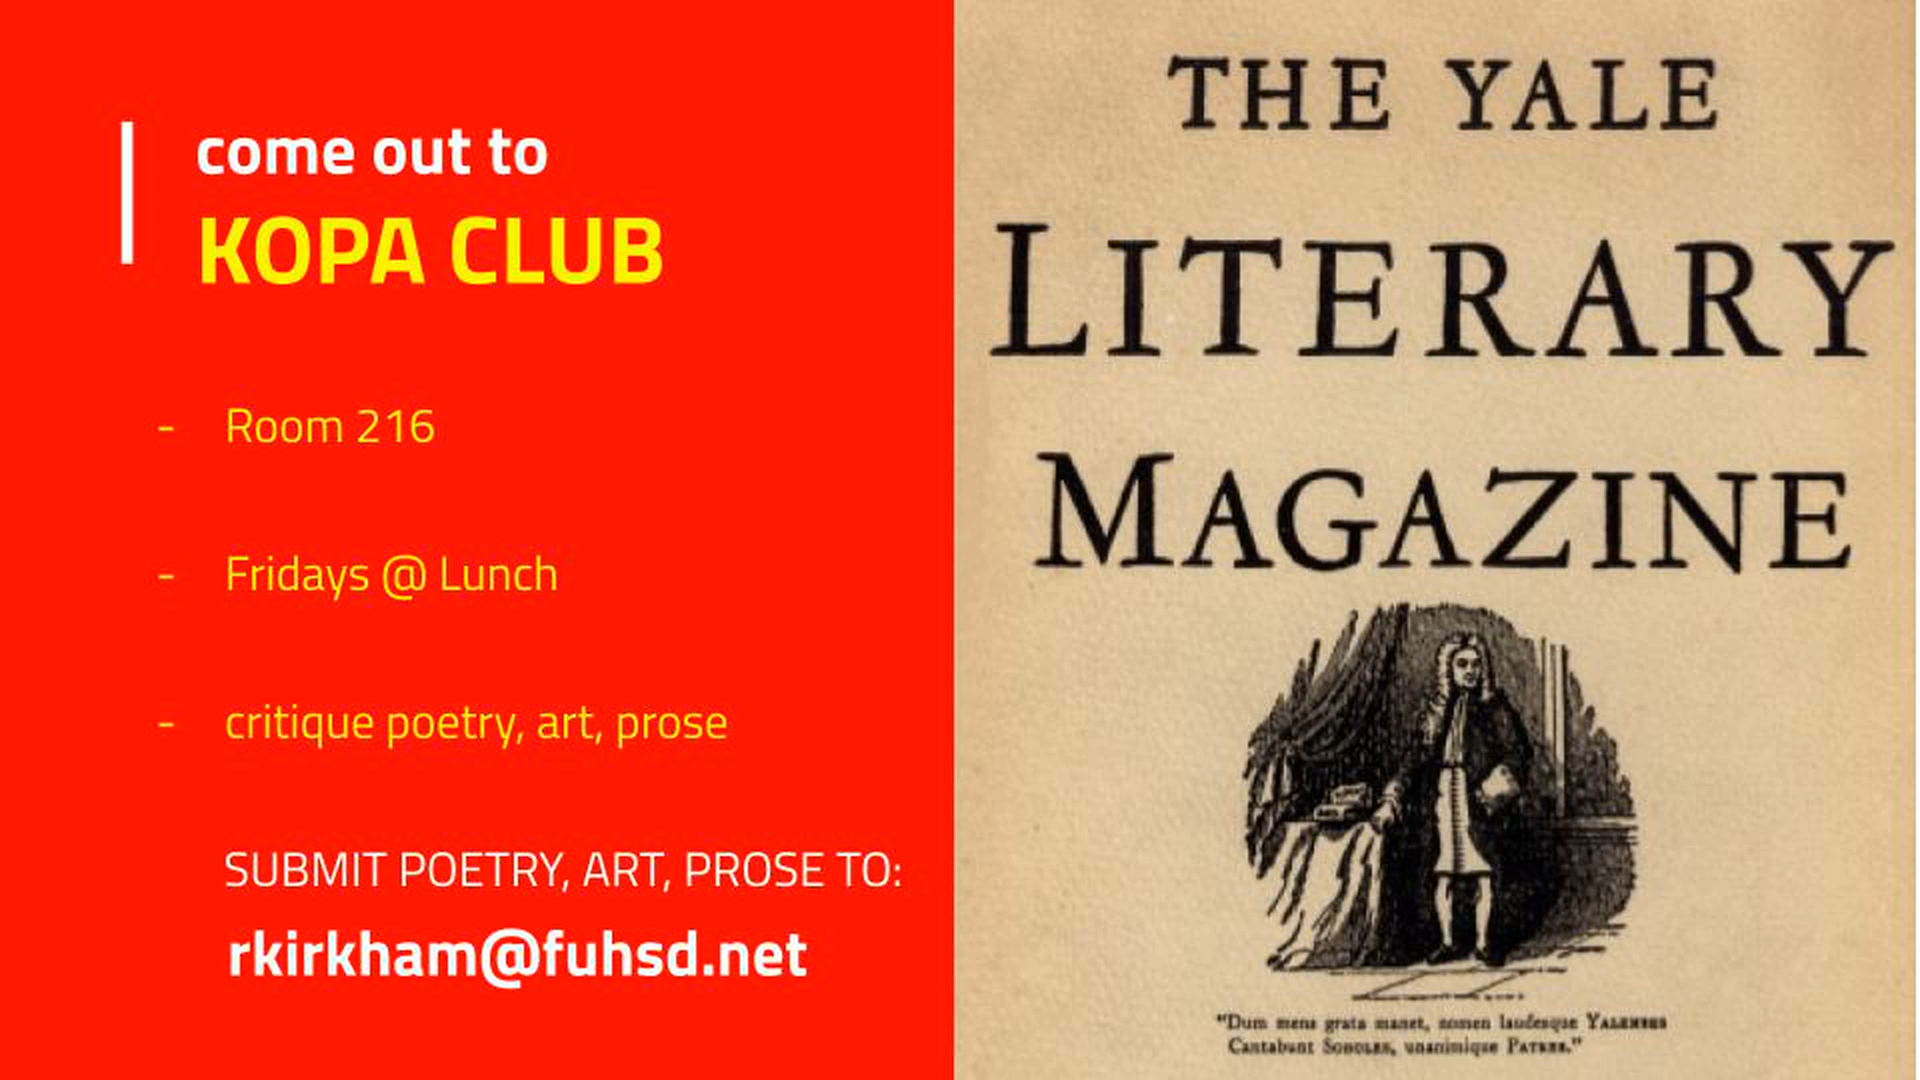 come out to
KOPA CLUB
- Room 216
- Fridays @ Lunch
- critique poetry, art, prose
SUBMIT POETRY, ART, PROSE TO:
rkirkham@fuhsd.net
THE YALE
LITERARY
MAGAZINE
"Dum mens grata manet, nomen laudesque YALENSES
Cantabunt SOBOLES, unanimique PATRES."